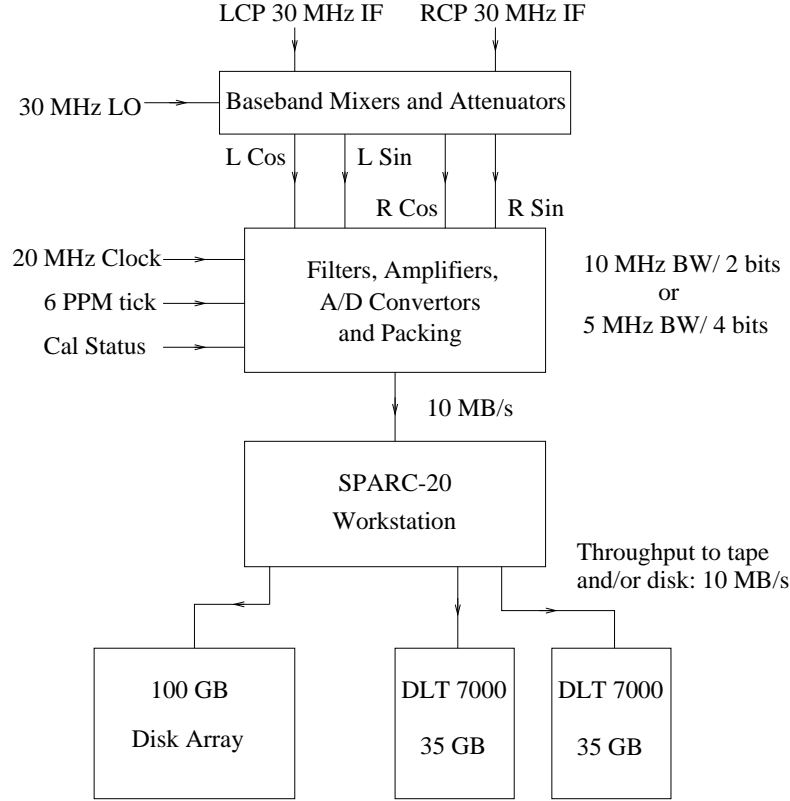 LCP 30 MHz IF
RCP 30 MHz IF
30 MHz LO
Baseband Mixers and Attenuators
L Cos
L Sin
R Cos
R Sin
20 MHz Clock
6 PPM tick
Cal Status
Filters, Amplifiers,
A/D Convertors
and Packing
10 MHz BW/ 2 bits
or
5 MHz BW/ 4 bits
10 MB/s
SPARC-20
Workstation
Throughput to tape
and/or disk: 10 MB/s
100 GB
Disk Array
DLT 7000
35 GB
DLT 7000
35 GB